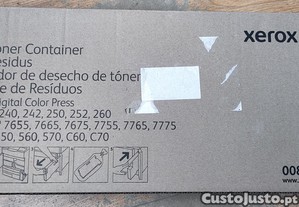 oner Container
esidus
dor de desecho de tóner
e de Resíduos
igital Color Press
240, 242, 250, 252, 260
7655, 7665, 7675, 7755, 7765, 7775
50, 560, 570, C60, C70
xerox
008
CustoJusto.pt